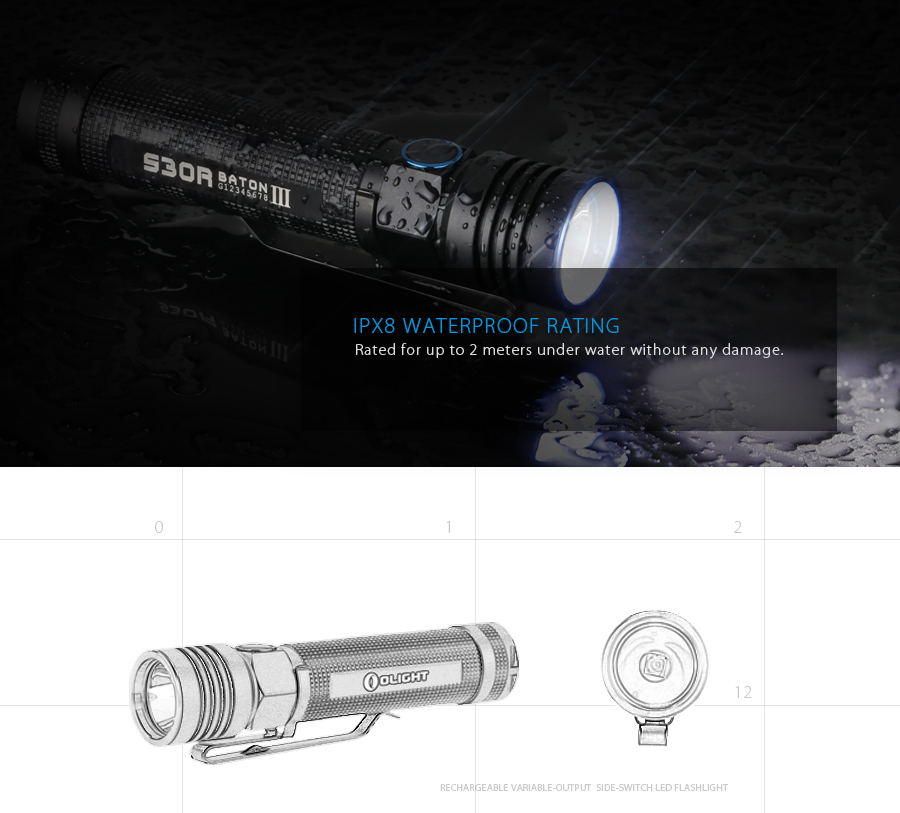 S30R BATON III
G12345678
IPX8 WATERPROOF RATING
Rated for up to 2 meters under water without any damage.
0 1 2
OLIGHT
12
RECHARGEABLE VARIABLE-OUTPUT SIDE-SWITCH LED FLASHLIGHT